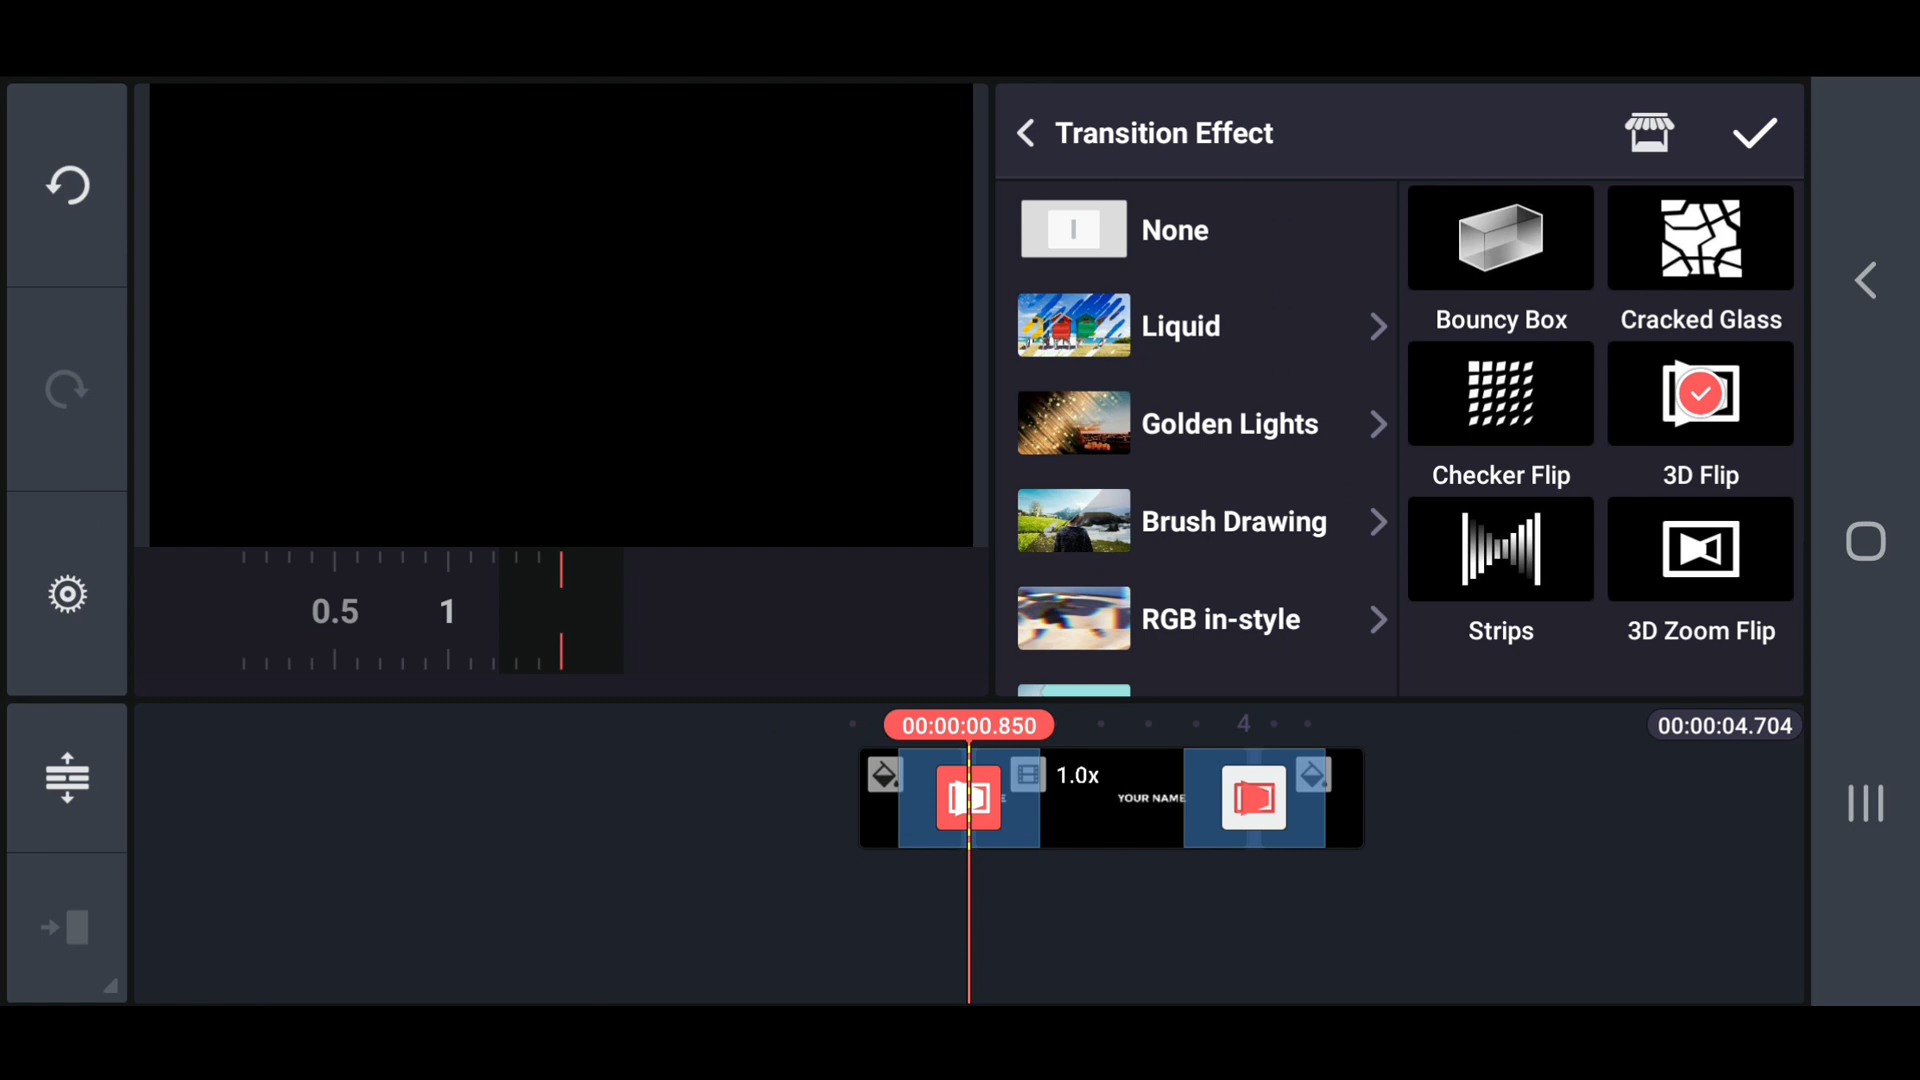 Transition Effect
None
Liquid
Golden Lights
Brush Drawing
RGB in-style
Bouncy Box
Cracked Glass
Checker Flip
3D Flip
Strips
3D Zoom Flip
0.5
1
00:00:00.850
4
00:00:04.704
1.0x
YOUR NAME
E